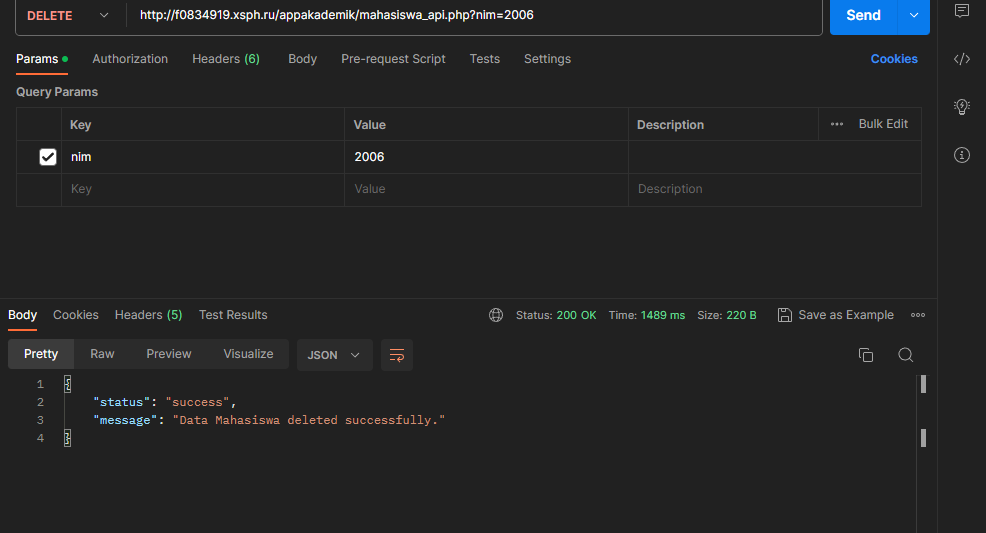 DELETE http://f0834919.xsph.ru/appakademik/mahasiswa_api.php?nim=2006 Send
Params Authorization Headers (6) Body Pre-request Script Tests Settings Cookies
Query Params
Key Value Description ••• Bulk Edit
nim 2006
Key Value Description
Body Cookies Headers (5) Test Results Status: 200 OK Time: 1489 ms Size: 220 B Save as Example •••
Pretty Raw Preview Visualize JSON
1 {
2 "status": "success",
3 "message": "Data Mahasiswa deleted successfully."
4 }